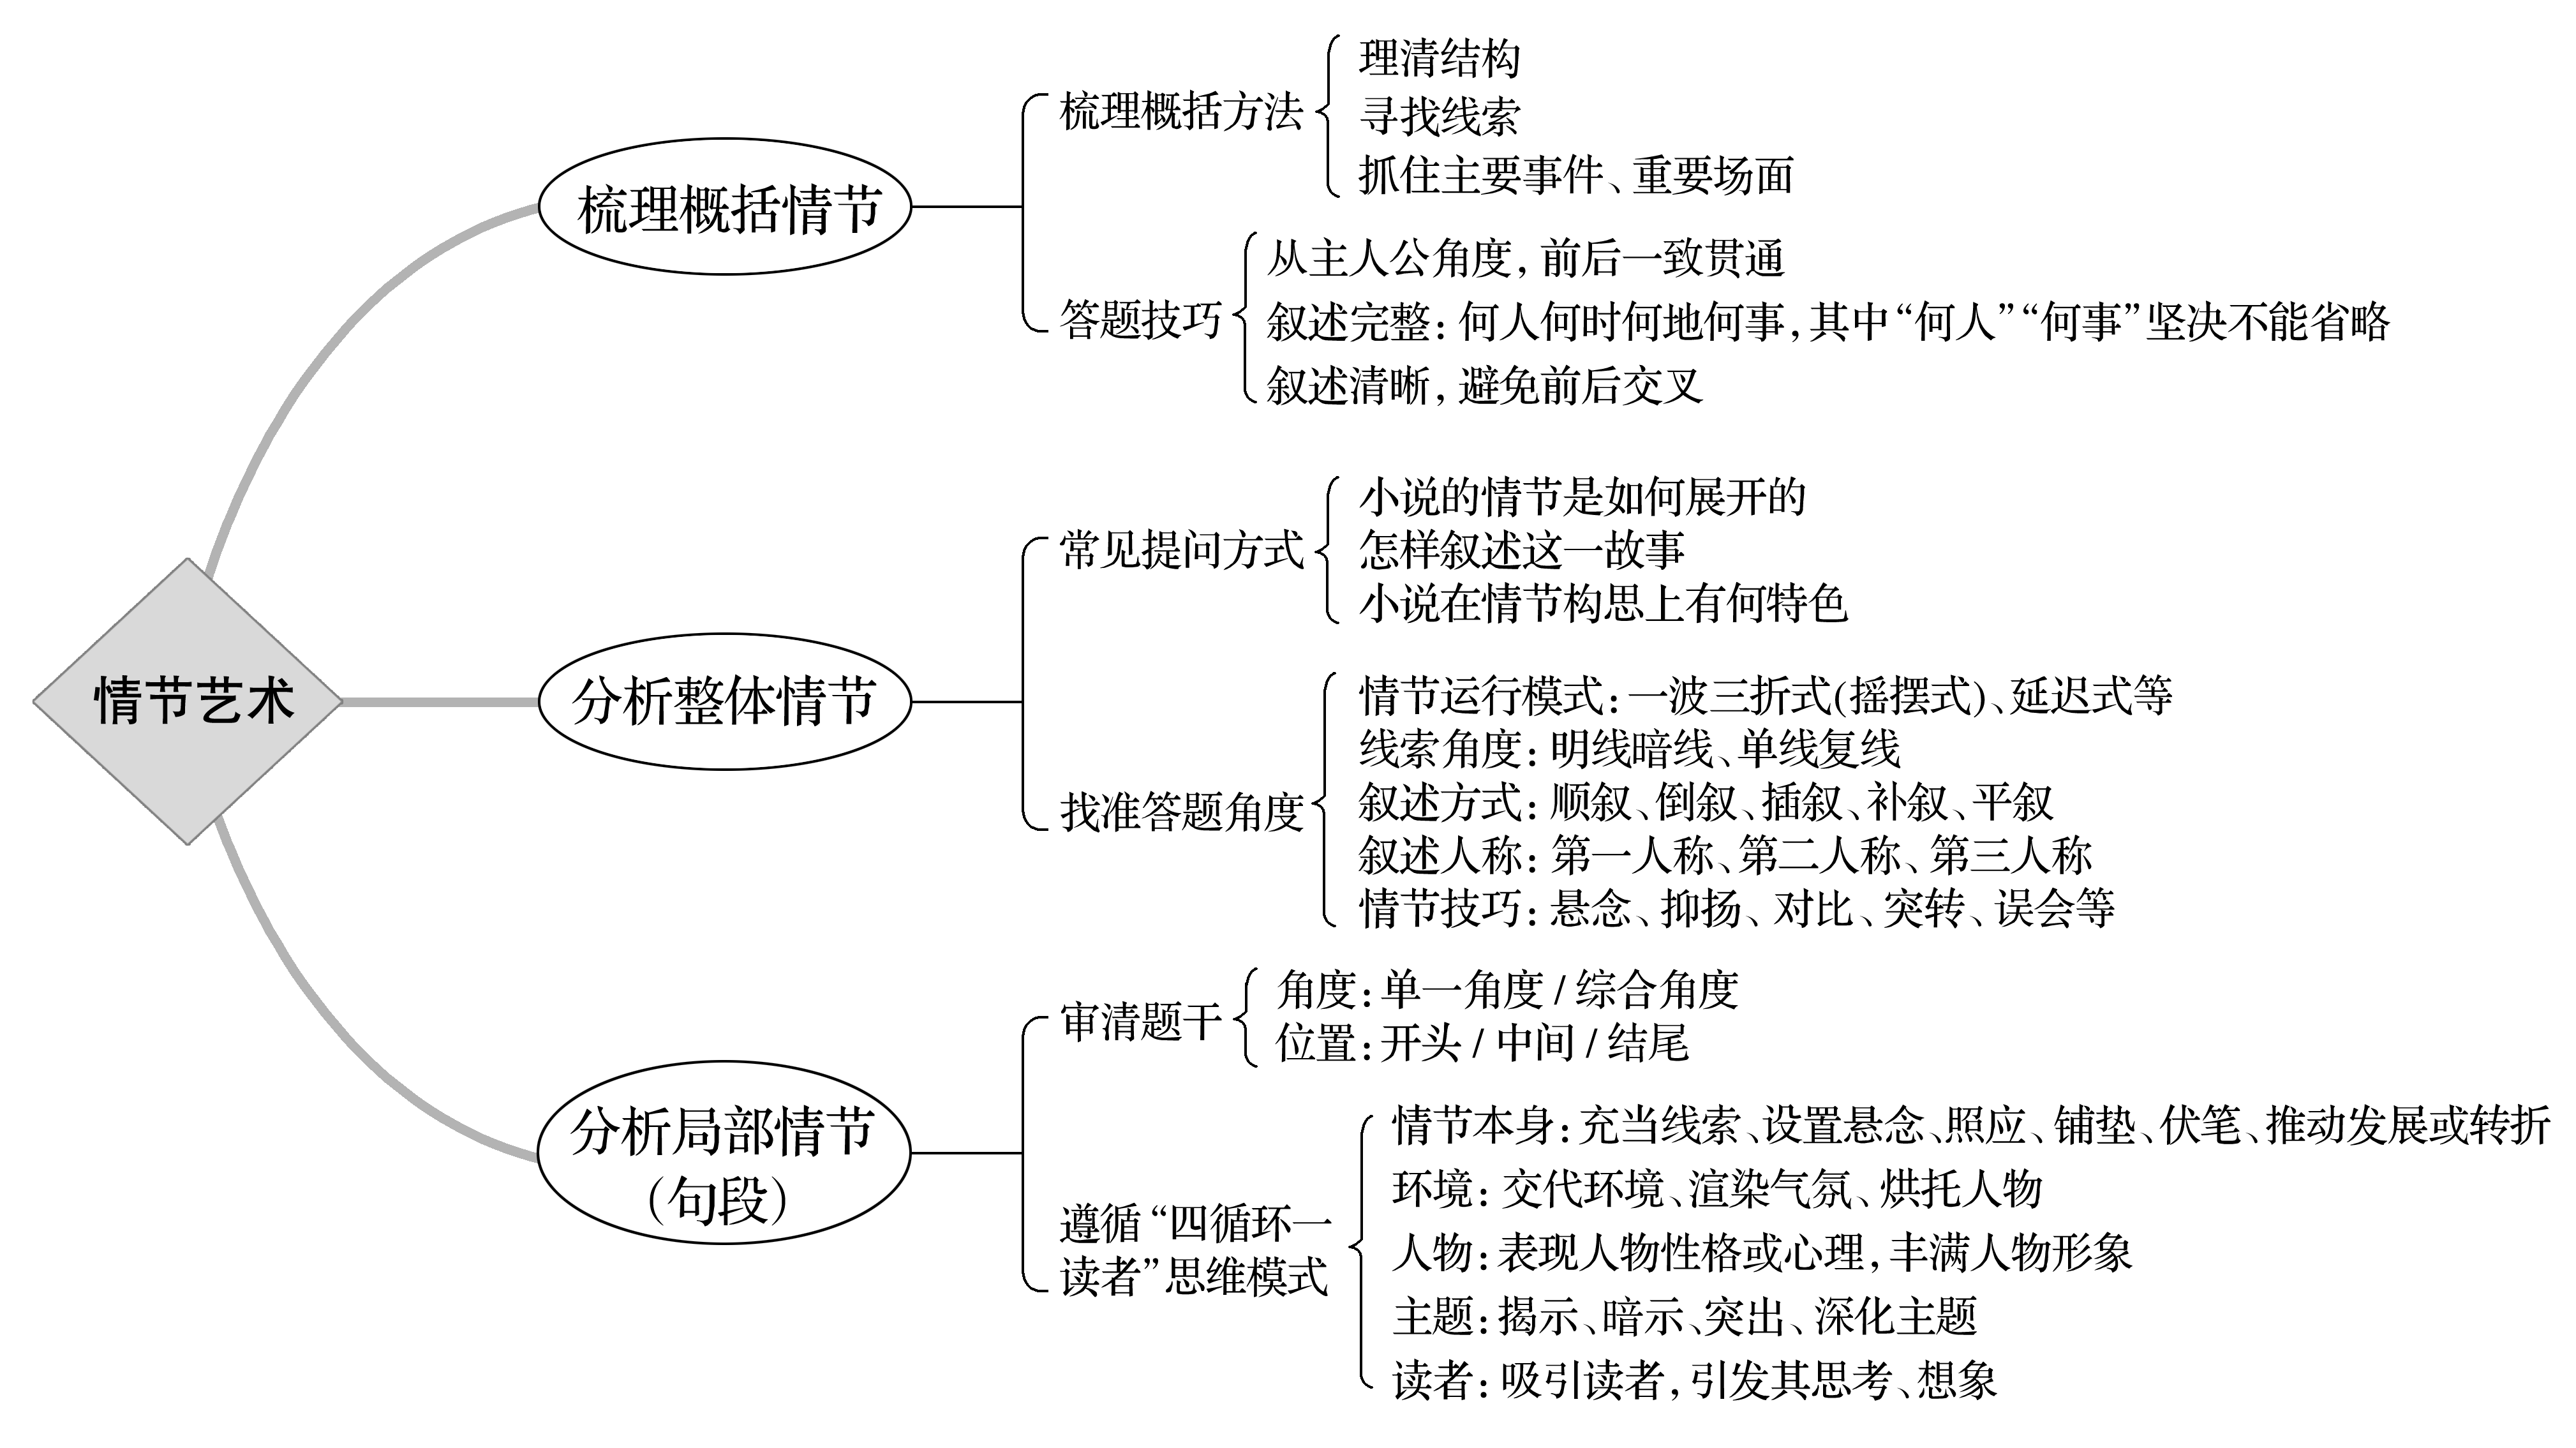 情节艺术
梳理概括情节
梳理概括方法
理清结构
寻找线索
抓住主要事件、重要场面
答题技巧
从主人公角度,前后一致贯通
叙述完整:何人何时何地何事,其中“何人”“何事”坚决不能省略
叙述清晰,避免前后交叉
分析整体情节
常见提问方式
小说的情节是如何展开的
怎样叙述这一故事
小说在情节构思上有何特色
找准答题角度
情节运行模式:一波三折式(摇摆式)、延迟式等
线索角度:明线暗线、单线复线
叙述方式:顺叙、倒叙、插叙、补叙、平叙
叙述人称:第一人称、第二人称、第三人称
情节技巧:悬念、抑扬、对比、突转、误会等
分析局部情节
(句段)
审清题干
角度:单一角度/综合角度
位置:开头/中间/结尾
遵循“四循环一
读者”思维模式
情节本身:充当线索、设置悬念、照应、铺垫、伏笔、推动发展或转折
环境:交代环境、渲染气氛、烘托人物
人物:表现人物性格或心理,丰满人物形象
主题:揭示、暗示、突出、深化主题
读者:吸引读者,引发其思考、想象